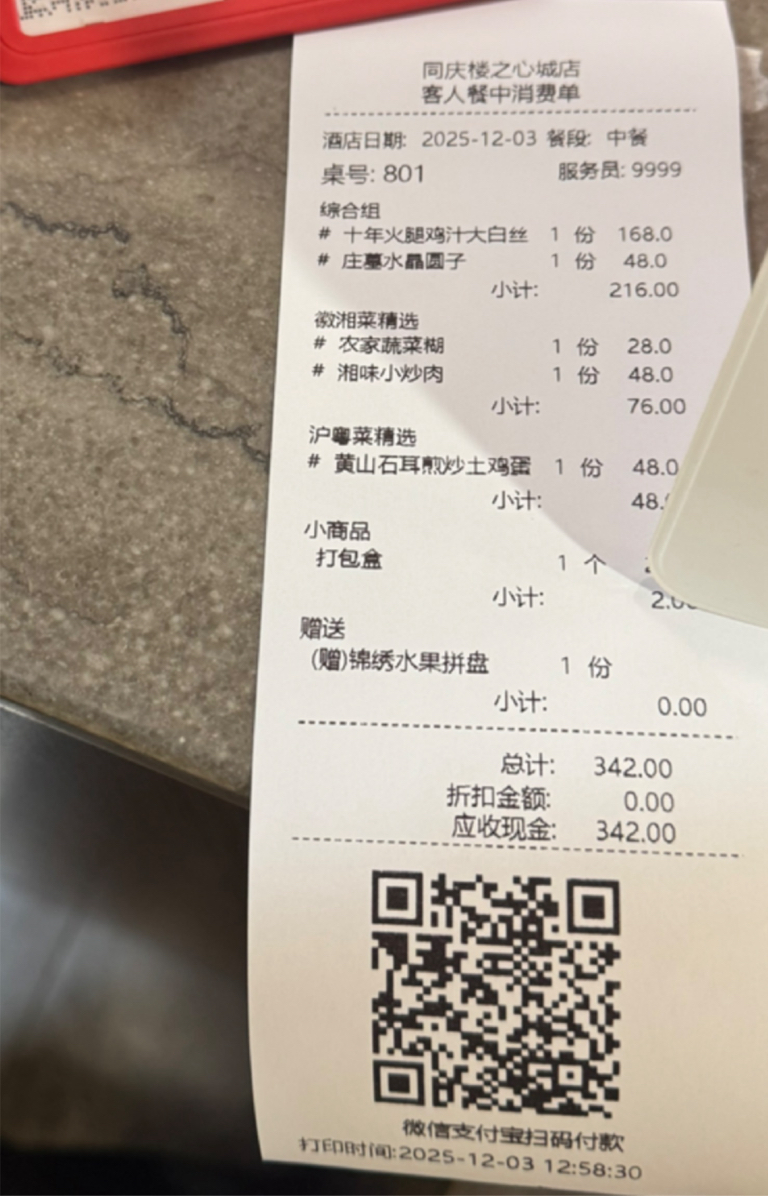 同庆楼之心城店
客人餐中消费单
酒店日期: 2025-12-03 餐段: 中餐
桌号: 801 服务员: 9999
综合组
# 十年火腿鸡汁大白丝 1 份 168.0
# 庄墓水晶圆子 1 份 48.0
小计: 216.00
徽湘菜精选
# 农家蔬菜糊 1 份 28.0
# 湘味小炒肉 1 份 48.0
小计: 76.00
沪粤菜精选
# 黄山石耳煎炒土鸡蛋 1 份 48.0
小计: 48.
小商品
打包盒 1 个
小计: 2.0
赠送
(赠)锦绣水果拼盘 1 份
小计: 0.00
总计: 342.00
折扣金额: 0.00
应收现金: 342.00
微信支付宝扫码付款
打印时间:2025-12-03 12:58:30